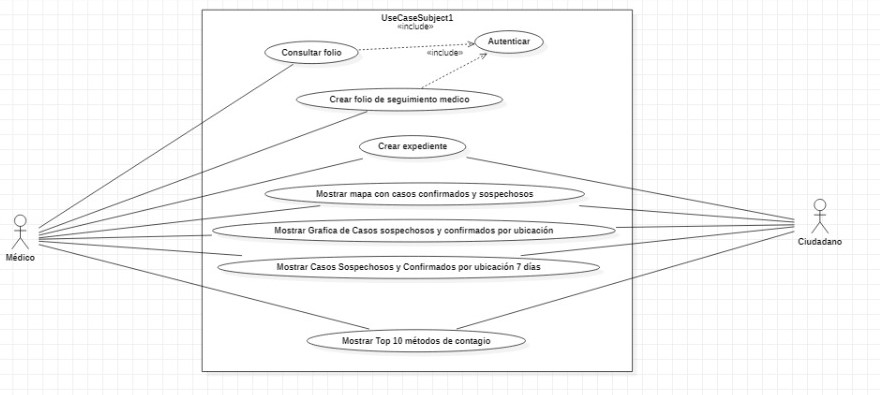 UseCaseSubject1
«include»
Autenticar
Consultar folio
«include»
Crear folio de seguimiento medico
Crear expediente
Mostrar mapa con casos confirmados y sospechosos
Mostrar Grafica de Casos sospechosos y confirmados por ubicación
Mostrar Casos Sospechosos y Confirmados por ubicación 7 días
Mostrar Top 10 métodos de contagio
Médico
Ciudadano